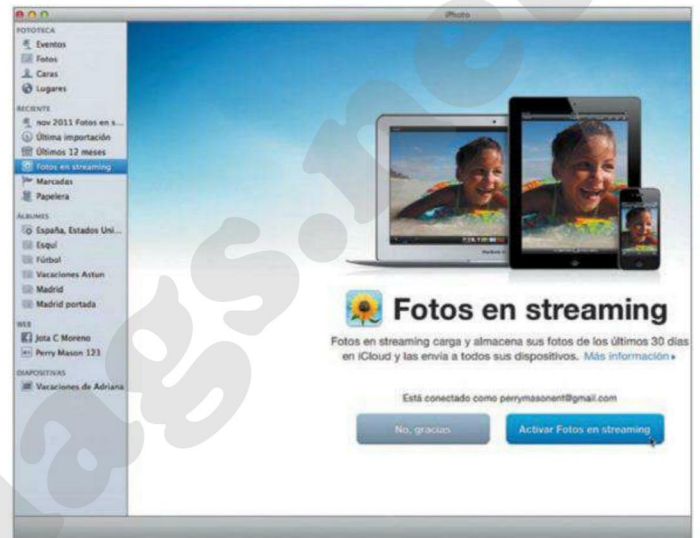 iPhoto
FOTOTECA
Eventos
Fotos
Caras
Lugares
RECIENTE
nov 2011 Fotos en s...
Última importación
Últimos 12 meses
Fotos en streaming
Marcadas
Papelera
ÁLBUMES
España, Estados Uni...
Esquí
Fútbol
Vacaciones Astun
Madrid
Madrid portada
WEB
Jota C Moreno
Perry Mason 123
DIAPOSITIVAS
Vacaciones de Adriana
Fotos en streaming
Fotos en streaming carga y almacena sus fotos de los últimos 30 días
en iCloud y las envía a todos sus dispositivos. Más información
Está conectado como perrymasonent@gmail.com
No, gracias
Activar Fotos en streaming